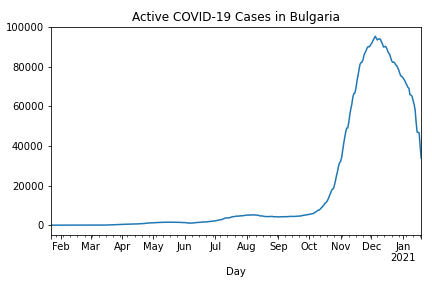 Active COVID-19 Cases in Bulgaria
100000
80000
60000
40000
20000
0
Feb Mar Apr May Jun Jul Aug Sep Oct Nov Dec Jan
2021
Day